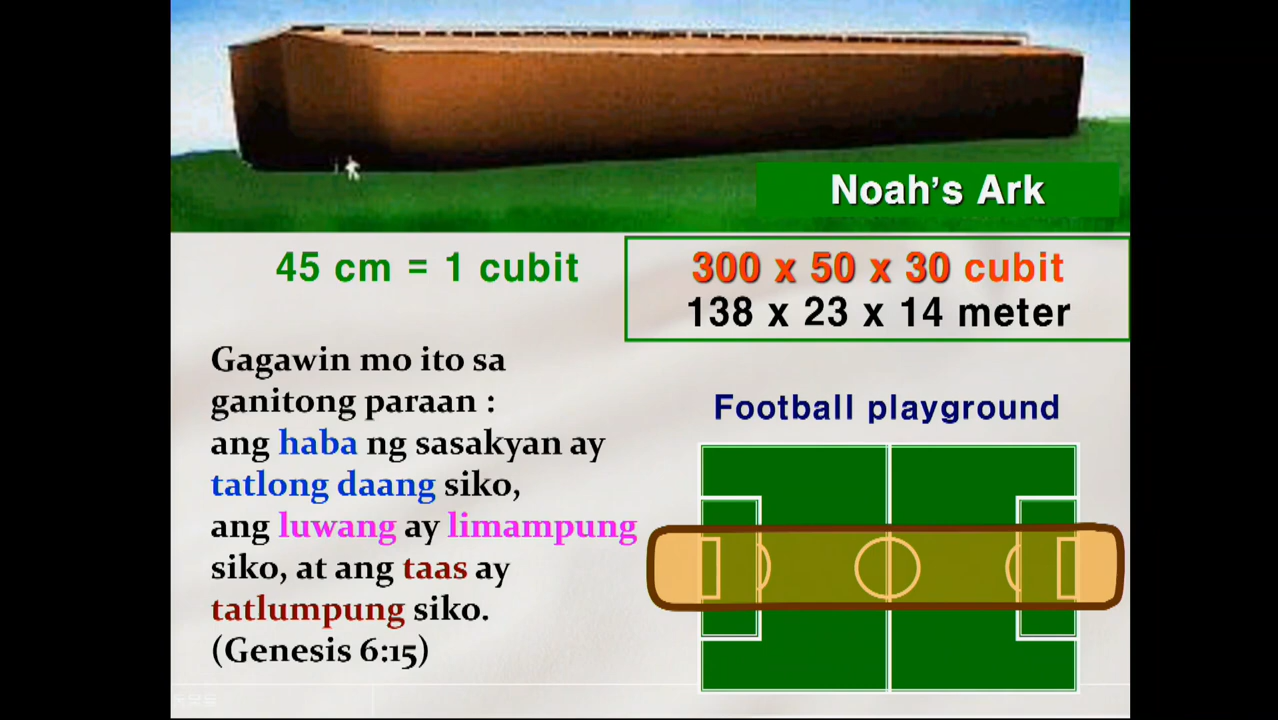 Noah's Ark
45 cm = 1 cubit
300 x 50 x 30 cubit
138 x 23 x 14 meter
Gagawin mo ito sa
ganitong paraan :
ang haba ng sasakyan ay
tatlong daang siko,
ang luwang ay limampung
siko, at ang taas ay
tatlumpung siko.
(Genesis 6:15)
Football playground